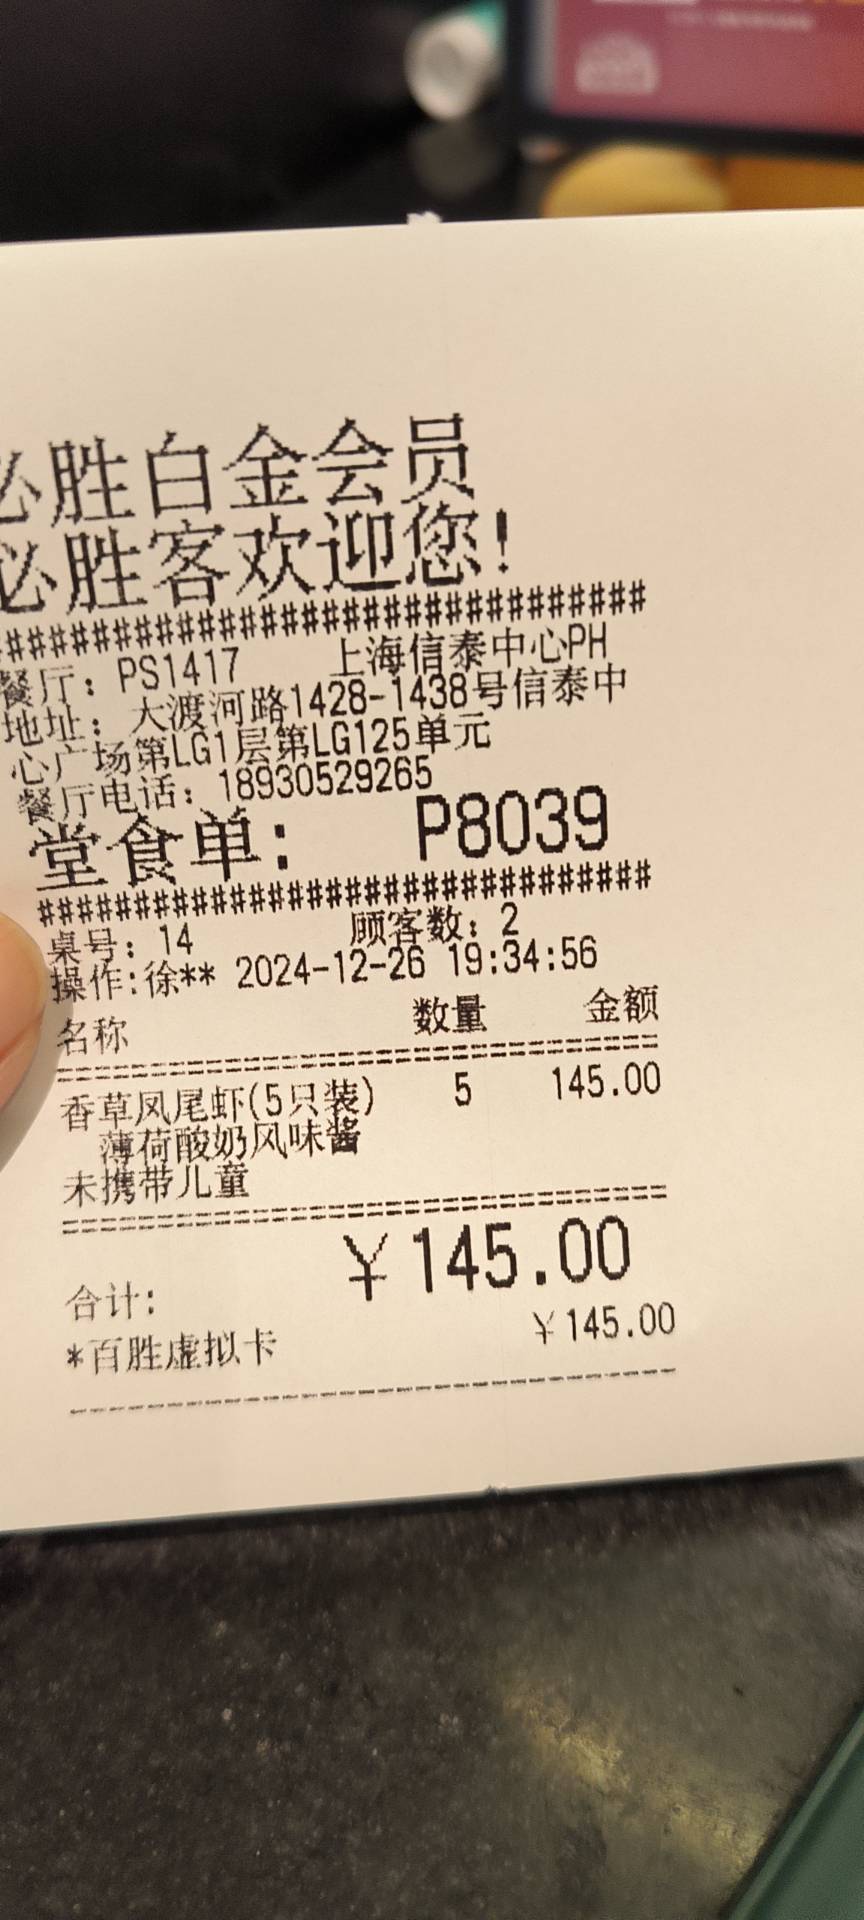 必胜白金会员
必胜客欢迎您!
##############################
餐厅: PS1417 上海信泰中心PH
地址: 大渡河路1428-1438号信泰中
心广场第LG1层第LG125单元
餐厅电话: 18930529265
堂食单: P8039
##############################
桌号: 14 顾客数: 2
操作:徐** 2024-12-26 19:34:56
名称 数量 金额
香草凤尾虾(5只装) 5 145.00
薄荷酸奶风味酱
未携带儿童
合计: ￥145.00
*百胜虚拟卡 ￥145.00